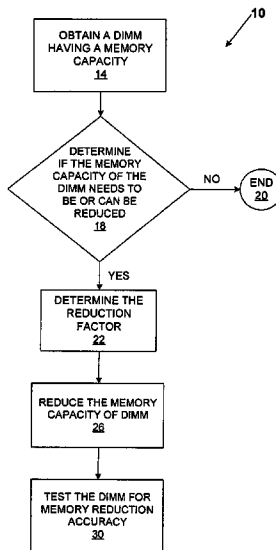 10
OBTAIN A DIMM
HAVING A MEMORY
CAPACITY
14
DETERMINE
IF THE MEMORY
CAPACITY OF THE
DIMM NEEDS TO
BE OR CAN BE
REDUCED
18
NO
END
20
YES
DETERMINE THE
REDUCTION
FACTOR
22
REDUCE THE MEMORY
CAPACITY OF DIMM
26
TEST THE DIMM FOR
MEMORY REDUCTION
ACCURACY
30